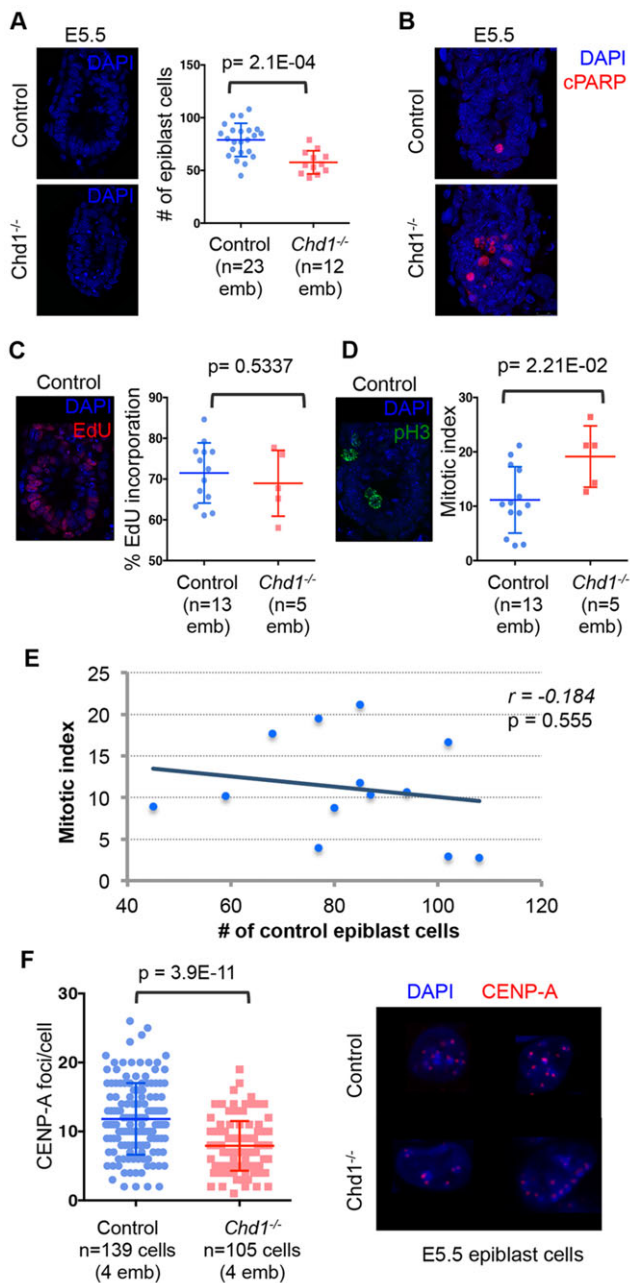 A
E5.5
DAPI
Control
DAPI
Chd1-/-
p= 2.1E-04
# of epiblast cells
150
100
50
0
Control
(n=23
emb)
Chd1-/-
(n=12
emb)
B
E5.5
DAPI
cPARP
Control
Chd1-/-
C
Control
DAPI
EdU
p= 0.5337
% EdU incorporation
90
80
70
60
50
Control
(n=13
emb)
Chd1-/-
(n=5
emb)
D
Control
DAPI
pH3
p= 2.21E-02
Mitotic index
30
20
10
0
Control
(n=13
emb)
Chd1-/-
(n=5
emb)
E
r = -0.184
p = 0.555
Mitotic index
25
20
15
10
5
0
40 60 80 100 120
# of control epiblast cells
F
p = 3.9E-11
CENP-A foci/cell
30
20
10
0
Control
n=139 cells
(4 emb)
Chd1-/-
n=105 cells
(4 emb)
DAPI CENP-A
Control
Chd1-/-
E5.5 epiblast cells